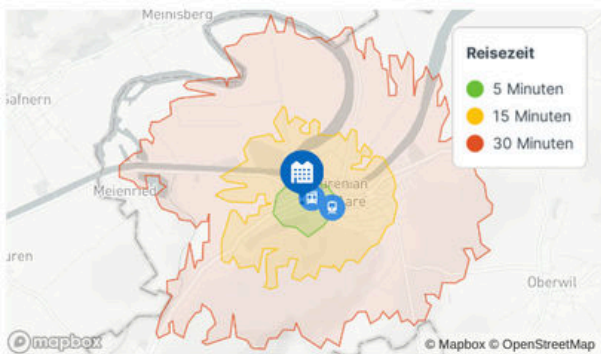 Meinisberg
Safnern
Reisezeit
5 Minuten
15 Minuten
30 Minuten
Meienried
Oberwil
mapbox
© Mapbox © OpenStreetMap